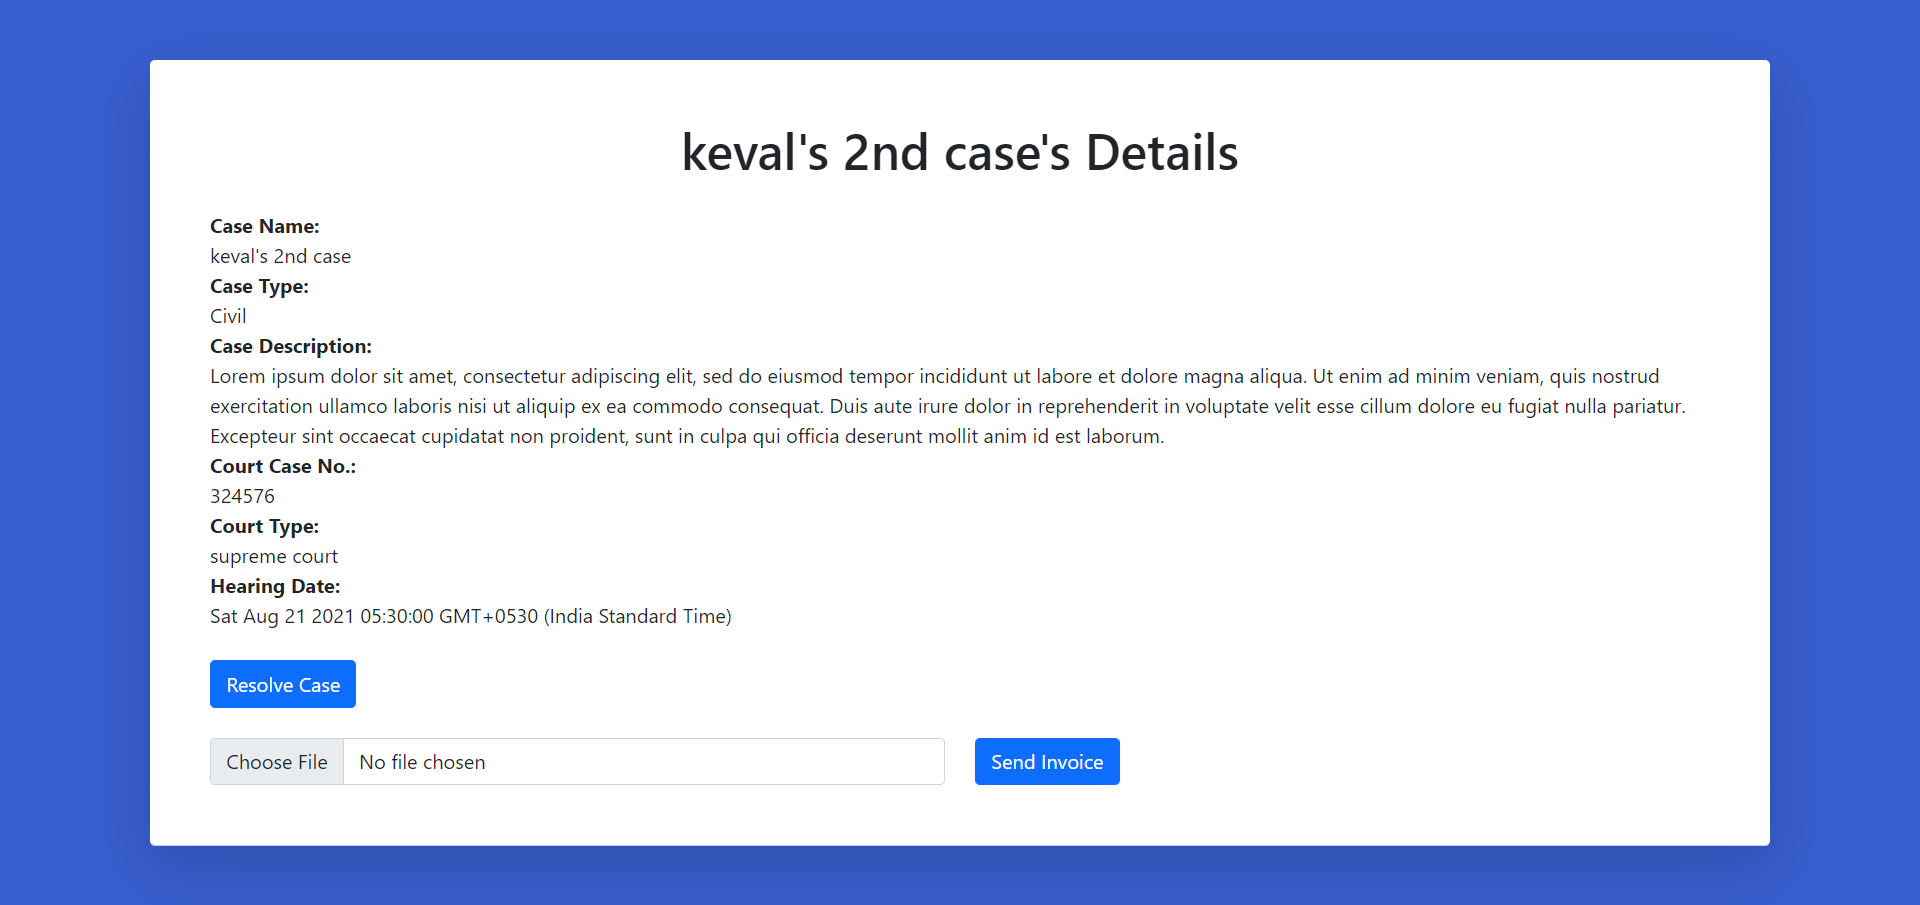 keval's 2nd case's Details
Case Name:
keval's 2nd case
Case Type:
Civil
Case Description:
Lorem ipsum dolor sit amet, consectetur adipiscing elit, sed do eiusmod tempor incididunt ut labore et dolore magna aliqua. Ut enim ad minim veniam, quis nostrud
exercitation ullamco laboris nisi ut aliquip ex ea commodo consequat. Duis aute irure dolor in reprehenderit in voluptate velit esse cillum dolore eu fugiat nulla pariatur.
Excepteur sint occaecat cupidatat non proident, sunt in culpa qui officia deserunt mollit anim id est laborum.
Court Case No.:
324576
Court Type:
supreme court
Hearing Date:
Sat Aug 21 2021 05:30:00 GMT+0530 (India Standard Time)
Resolve Case
Choose File No file chosen Send Invoice